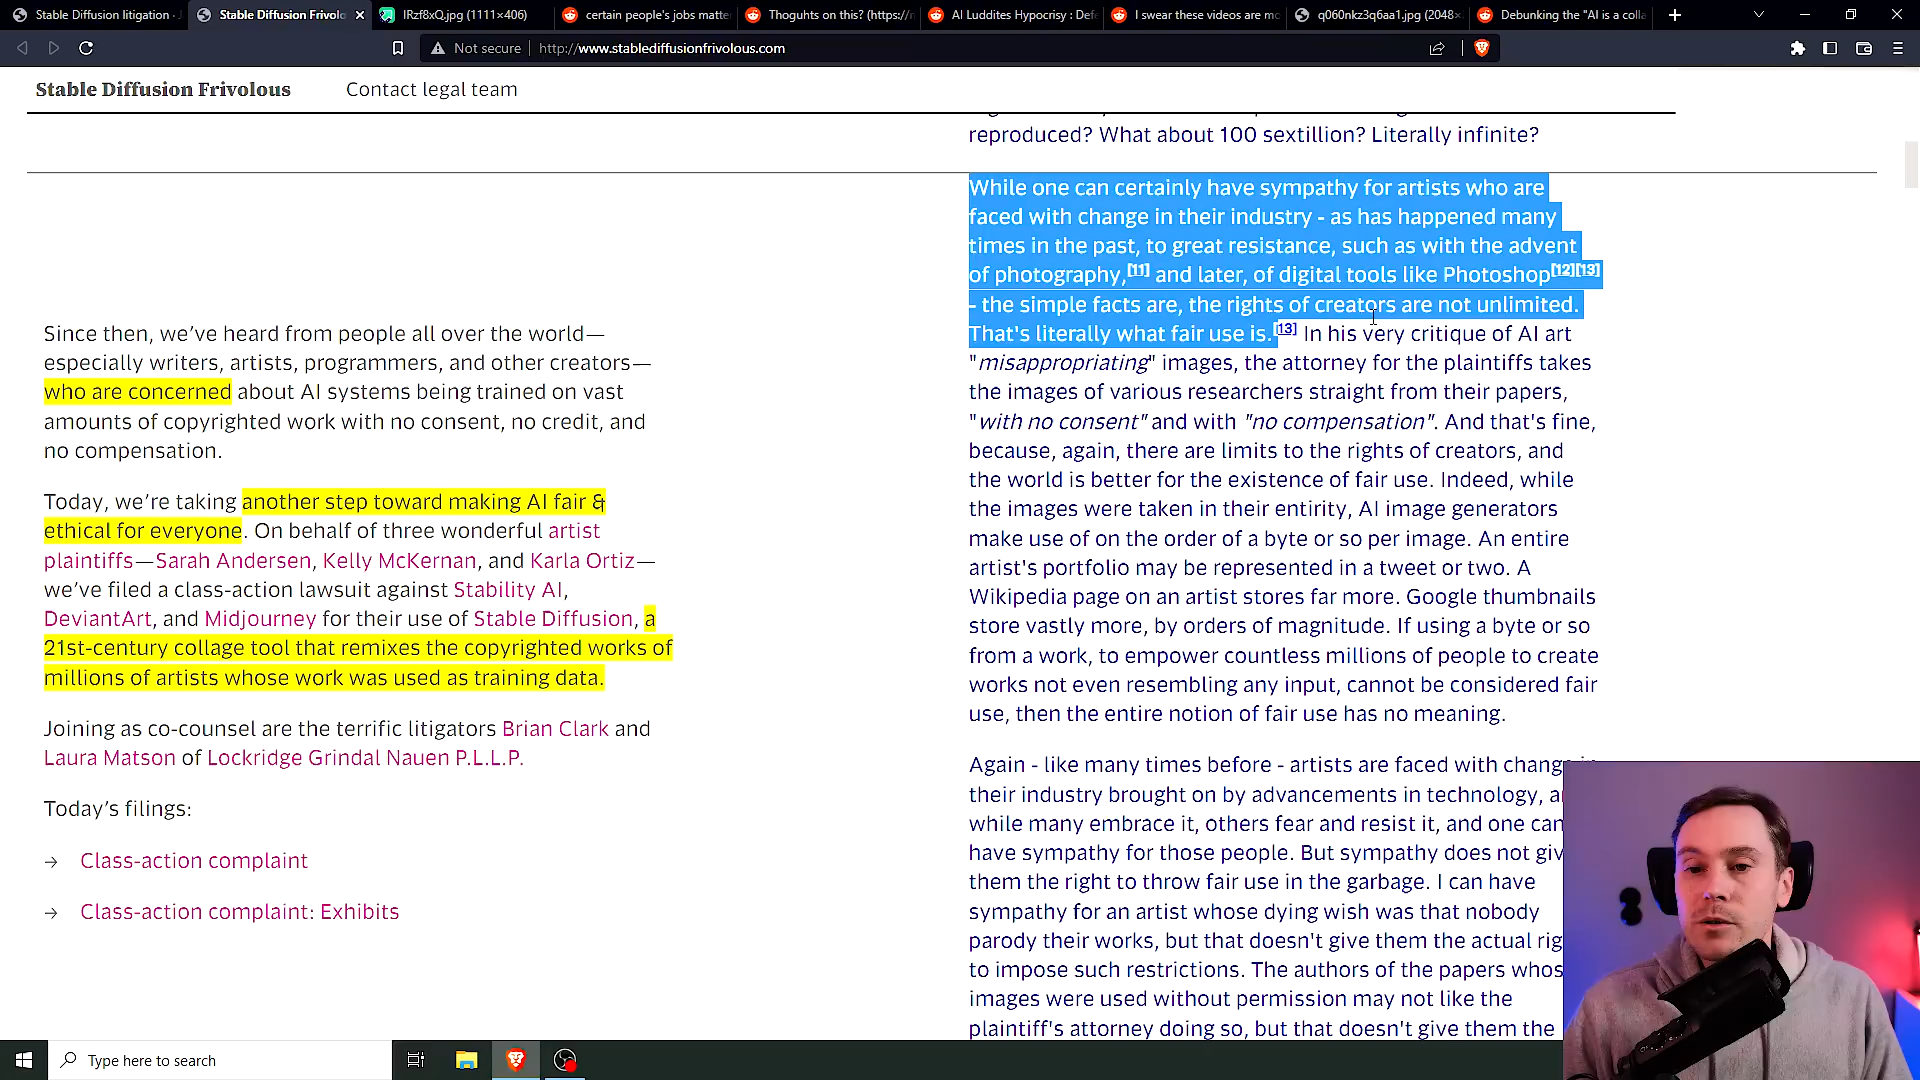 Stable Diffusion litigation ·
Stable Diffusion Frivolo
IRzf8xQ.jpg (1111×406)
certain people's jobs matte
Thoguhts on this? (https://r
AI Luddites Hypocrisy : Def
I swear these videos are mo
q060nkz3q6aa1.jpg (2048×
Debunking the "AI is a colla
Not secure
http://www.stablediffusionfrivolous.com
Stable Diffusion Frivolous
Contact legal team
Since then, we've heard from people all over the world—
especially writers, artists, programmers, and other creators—
who are concerned about AI systems being trained on vast
amounts of copyrighted work with no consent, no credit, and
no compensation.
Today, we're taking another step toward making AI fair &
ethical for everyone. On behalf of three wonderful artist
plaintiffs—Sarah Andersen, Kelly McKernan, and Karla Ortiz—
we've filed a class-action lawsuit against Stability AI,
DeviantArt, and Midjourney for their use of Stable Diffusion, a
21st-century collage tool that remixes the copyrighted works of
millions of artists whose work was used as training data.
Joining as co-counsel are the terrific litigators Brian Clark and
Laura Matson of Lockridge Grindal Nauen P.L.L.P.
Today's filings:
→ Class-action complaint
→ Class-action complaint: Exhibits
reproduced? What about 100 sextillion? Literally infinite?
While one can certainly have sympathy for artists who are
faced with change in their industry - as has happened many
times in the past, to great resistance, such as with the advent
of photography,[11] and later, of digital tools like Photoshop[12][13]
- the simple facts are, the rights of creators are not unlimited.
That's literally what fair use is.[13] In his very critique of AI art
"misappropriating" images, the attorney for the plaintiffs takes
the images of various researchers straight from their papers,
"with no consent" and with "no compensation". And that's fine,
because, again, there are limits to the rights of creators, and
the world is better for the existence of fair use. Indeed, while
the images were taken in their entirity, AI image generators
make use of on the order of a byte or so per image. An entire
artist's portfolio may be represented in a tweet or two. A
Wikipedia page on an artist stores far more. Google thumbnails
store vastly more, by orders of magnitude. If using a byte or so
from a work, to empower countless millions of people to create
works not even resembling any input, cannot be considered fair
use, then the entire notion of fair use has no meaning.
Again - like many times before - artists are faced with change
their industry brought on by advancements in technology, a
while many embrace it, others fear and resist it, and one can
have sympathy for those people. But sympathy does not giv
them the right to throw fair use in the garbage. I can have
sympathy for an artist whose dying wish was that nobody
parody their works, but that doesn't give them the actual rig
to impose such restrictions. The authors of the papers whos
images were used without permission may not like the
plaintiff's attorney doing so, but that doesn't give them the
Type here to search